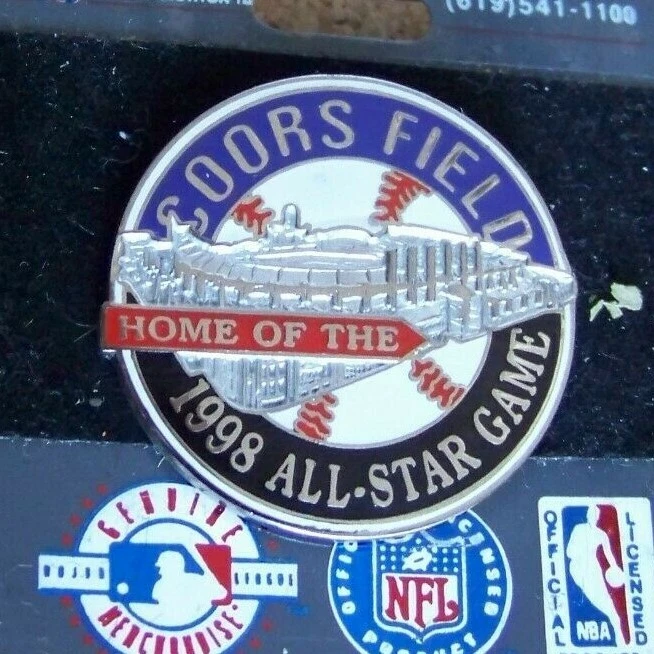 (619)541-1100
COORS FIELD
HOME OF THE
1998 ALL-STAR GAME
GENUINE
MAJOR LEAGUE
MERCHANDISE
NFL
PRODUCT
OFFICIAL
LICENSED
NBA